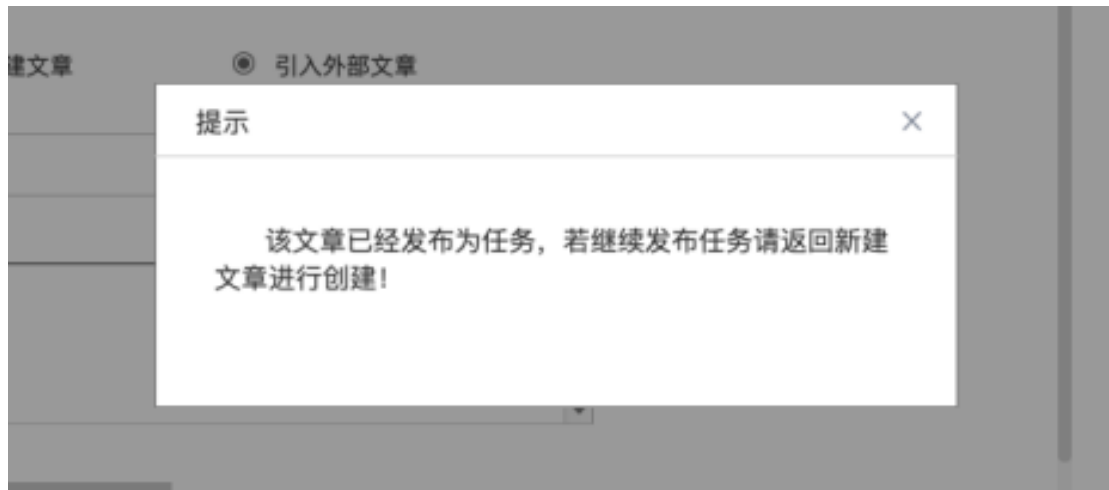 建文章
引入外部文章
提示
该文章已经发布为任务，若继续发布任务请返回新建
文章进行创建！